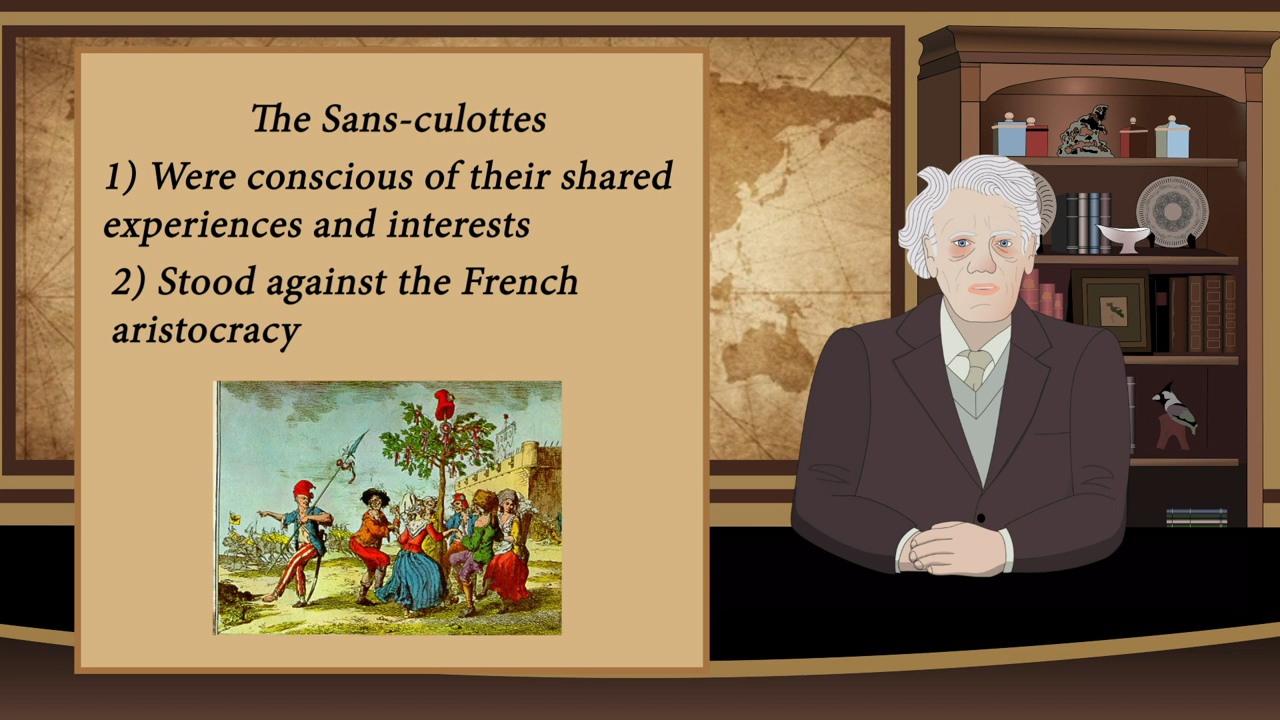 The Sans-culottes
1) Were conscious of their shared
experiences and interests
2) Stood against the French
aristocracy